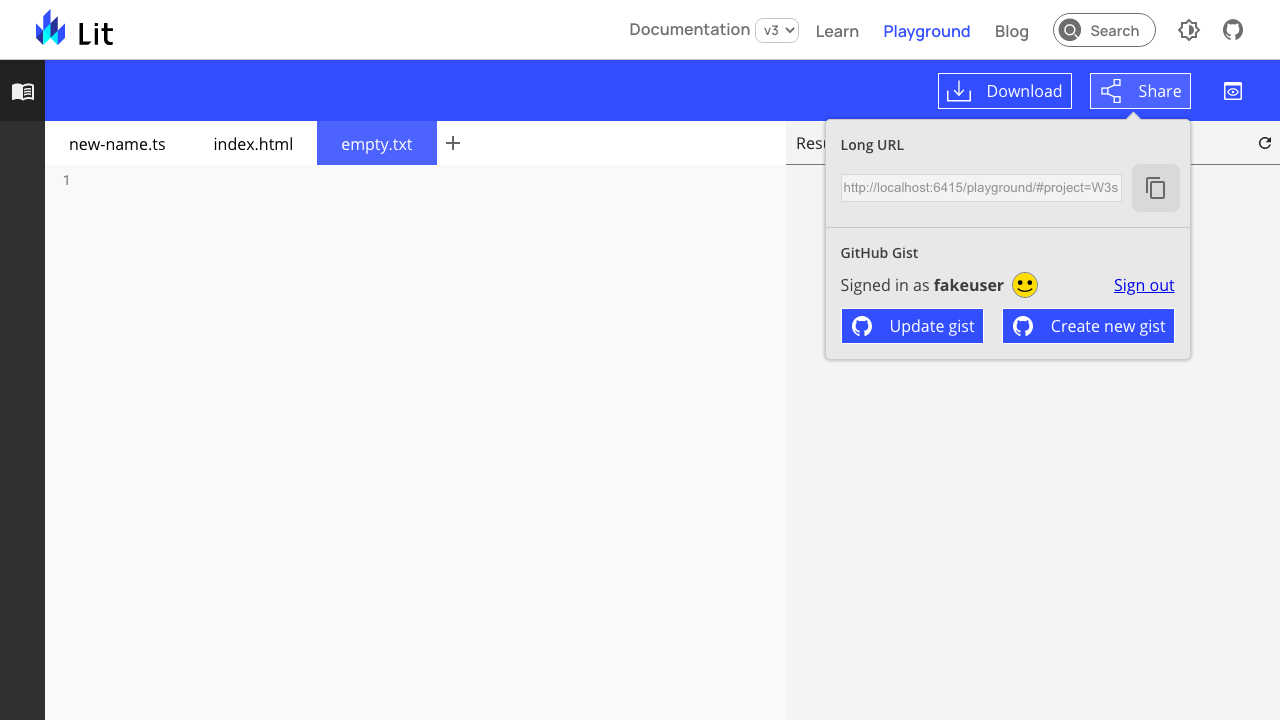 Lit
Documentation v3 Learn Playground Blog Search
Download Share
new-name.ts index.html empty.txt
1
Long URL
http://localhost:6415/playground/#project=W3s
GitHub Gist
Signed in as fakeuser Sign out
Update gist Create new gist